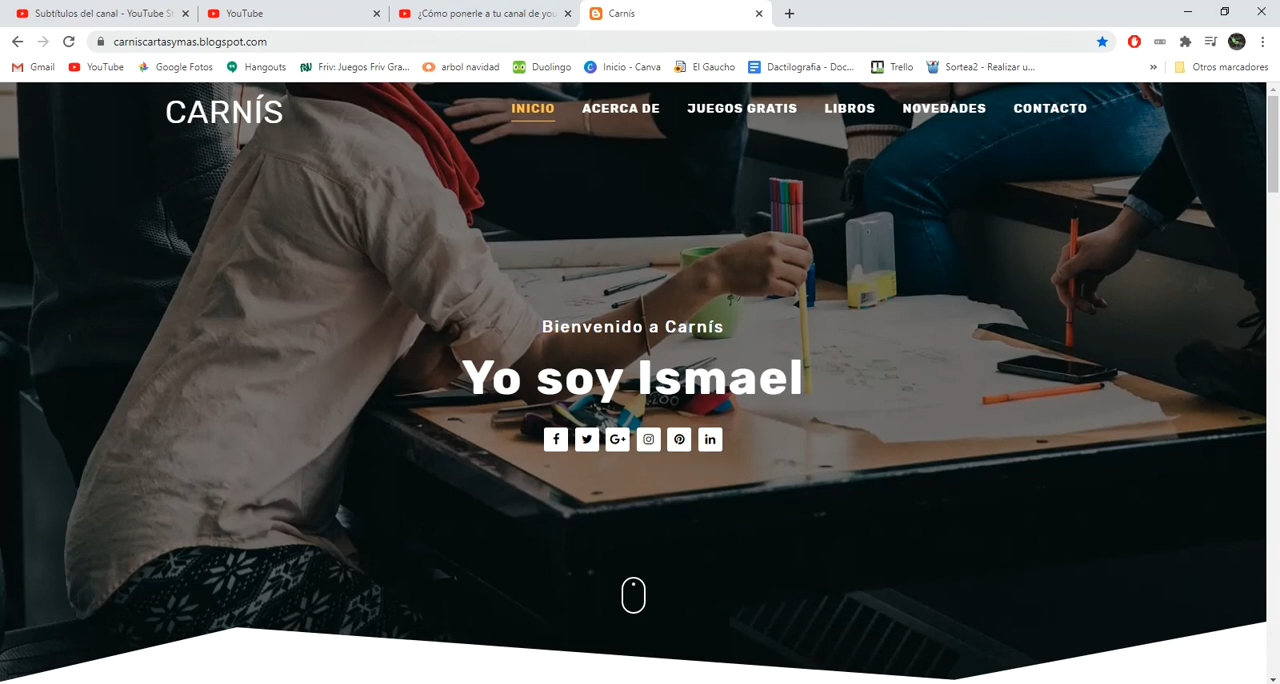 Subtítulos del canal - YouTube St
YouTube
¿Cómo ponerle a tu canal de you
Carnís
carniscartasymas.blogspot.com
Gmail
YouTube
Google Fotos
Hangouts
Friv: Juegos Friv Gra...
arbol navidad
Duolingo
Inicio - Canva
El Gaucho
Dactilografia - Doc...
Trello
Sortea2 - Realizar u...
»
Otros marcadores
CARNÍS
INICIO
ACERCA DE
JUEGOS GRATIS
LIBROS
NOVEDADES
CONTACTO
Bienvenido a Carnís
Yo soy Ismael